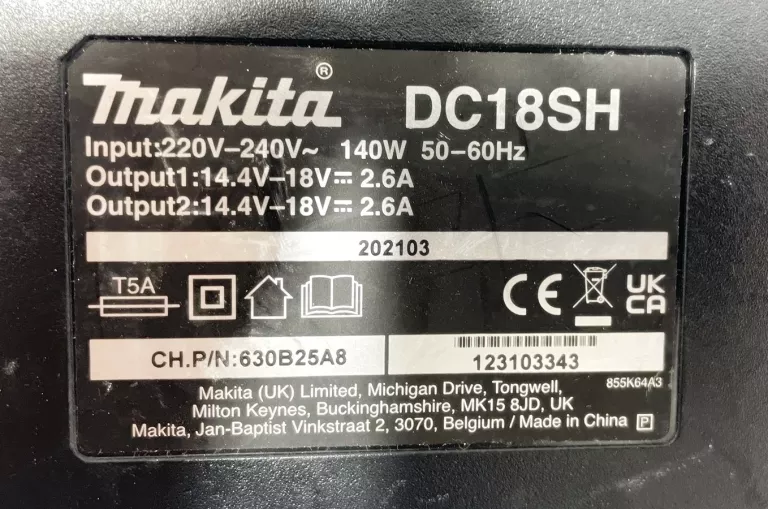 makita® DC18SH
Input:220V–240V~ 140W 50–60Hz
Output1:14.4V–18V⎓ 2.6A
Output2:14.4V–18V⎓ 2.6A
202103
T5A
CE
UK
CA
CH.P/N:630B25A8
123103343
Makita (UK) Limited, Michigan Drive, Tongwell,
855K64A3
Milton Keynes, Buckinghamshire, MK15 8JD, UK
Makita, Jan-Baptist Vinkstraat 2, 3070, Belgium / Made in China P